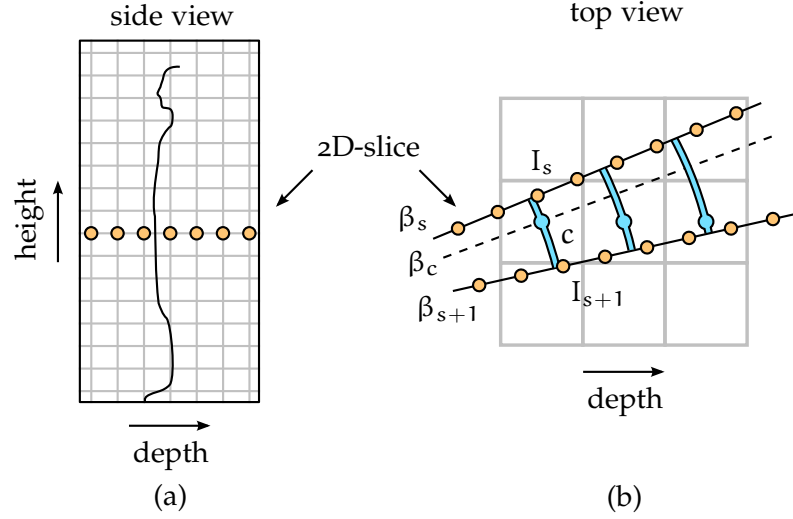 side view
top view
2D-slice
height
depth
I_s
β_s
c
β_c
I_{s+1}
β_{s+1}
depth
(a)
(b)